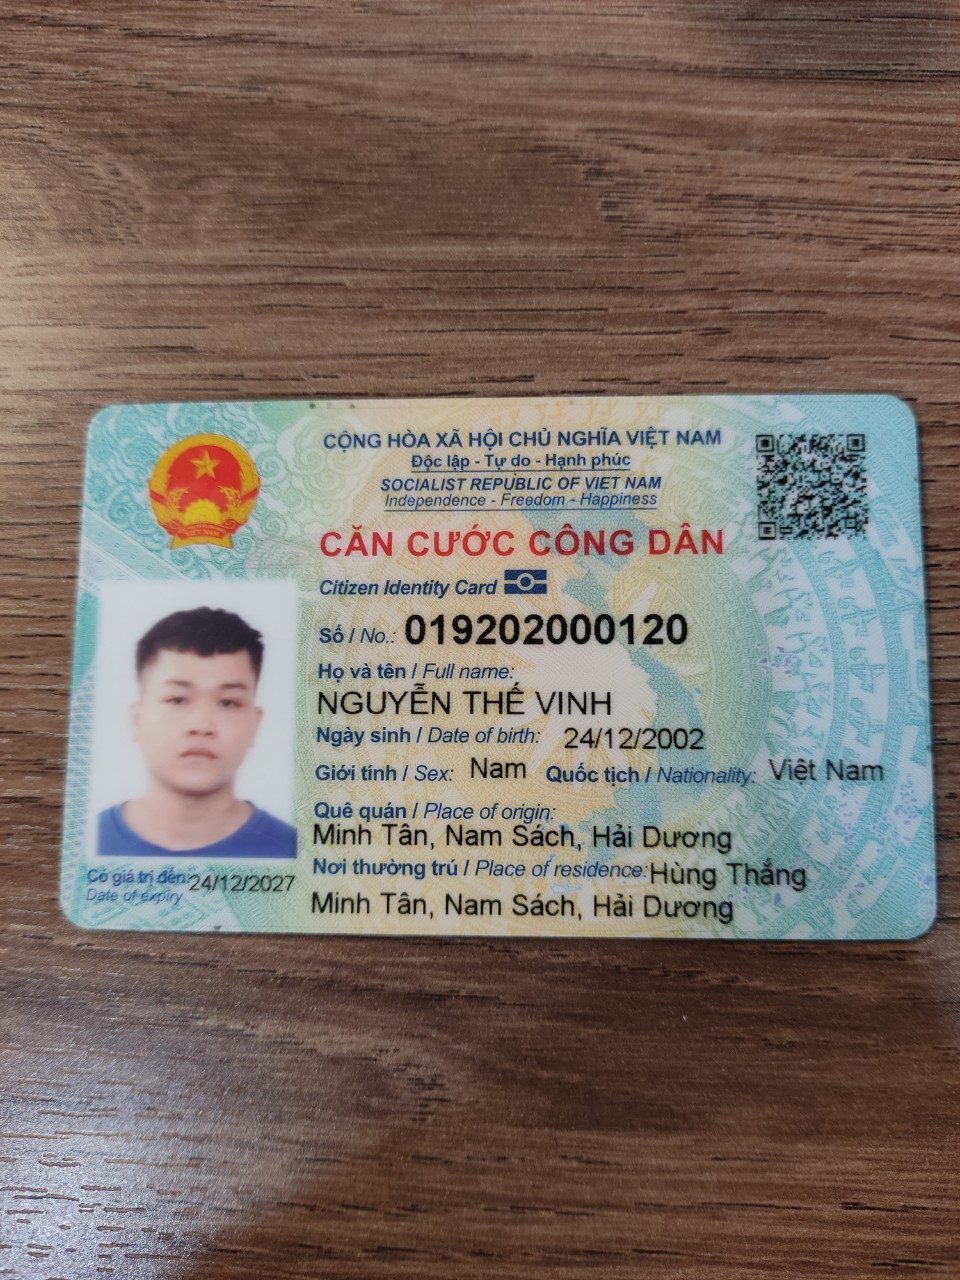 CỘNG HÒA XÃ HỘI CHỦ NGHĨA VIỆT NAM
Độc lập - Tự do - Hạnh phúc
SOCIALIST REPUBLIC OF VIET NAM
Independence - Freedom - Happiness
CĂN CƯỚC CÔNG DÂN
Citizen Identity Card
Số / No.: 019202000120
Họ và tên / Full name:
NGUYỄN THẾ VINH
Ngày sinh / Date of birth: 24/12/2002
Giới tính / Sex: Nam Quốc tịch / Nationality: Việt Nam
Quê quán / Place of origin:
Minh Tân, Nam Sách, Hải Dương
Nơi thường trú / Place of residence: Hùng Thắng
Minh Tân, Nam Sách, Hải Dương
Có giá trị đến: 24/12/2027
Date of expiry